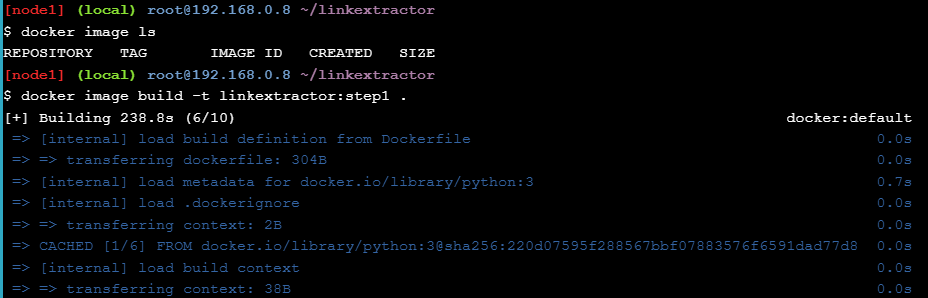 [node1] (local) root@192.168.0.8 ~/linkextractor
$ docker image ls
REPOSITORY   TAG       IMAGE ID   CREATED   SIZE
[node1] (local) root@192.168.0.8 ~/linkextractor
$ docker image build -t linkextractor:step1 .
[+] Building 238.8s (6/10) docker:default
=> [internal] load build definition from Dockerfile 0.0s
=> => transferring dockerfile: 304B 0.0s
=> [internal] load metadata for docker.io/library/python:3 0.7s
=> [internal] load .dockerignore 0.0s
=> => transferring context: 2B 0.0s
=> CACHED [1/6] FROM docker.io/library/python:3@sha256:220d07595f288567bbf07883576f6591dad77d8 0.0s
=> [internal] load build context 0.0s
=> => transferring context: 38B 0.0s